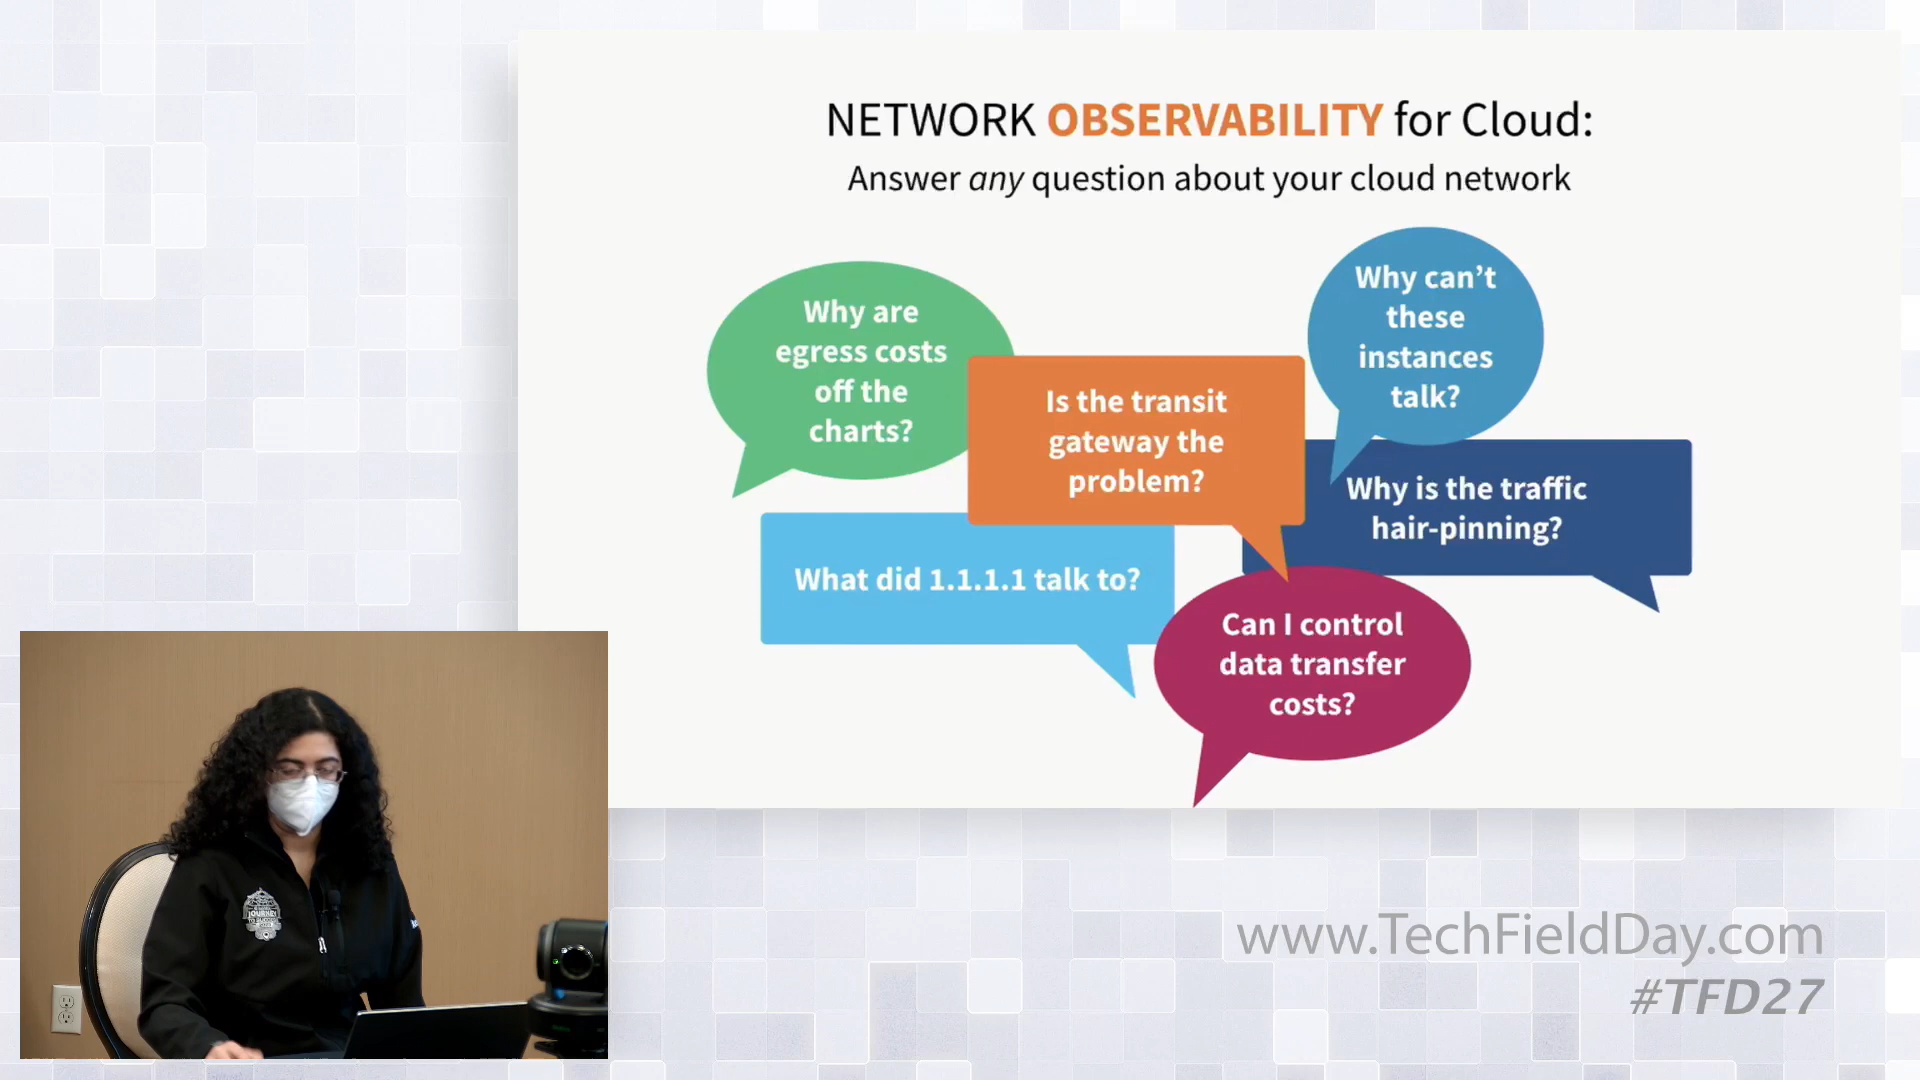 NETWORK OBSERVABILITY for Cloud:
Answer any question about your cloud network
Why are
egress costs
off the
charts?
Is the transit
gateway the
problem?
Why can’t
these
instances
talk?
Why is the traffic
hair-pinning?
What did 1.1.1.1 talk to?
Can I control
data transfer
costs?
JOURNEY
www.TechFieldDay.com
#TFD27